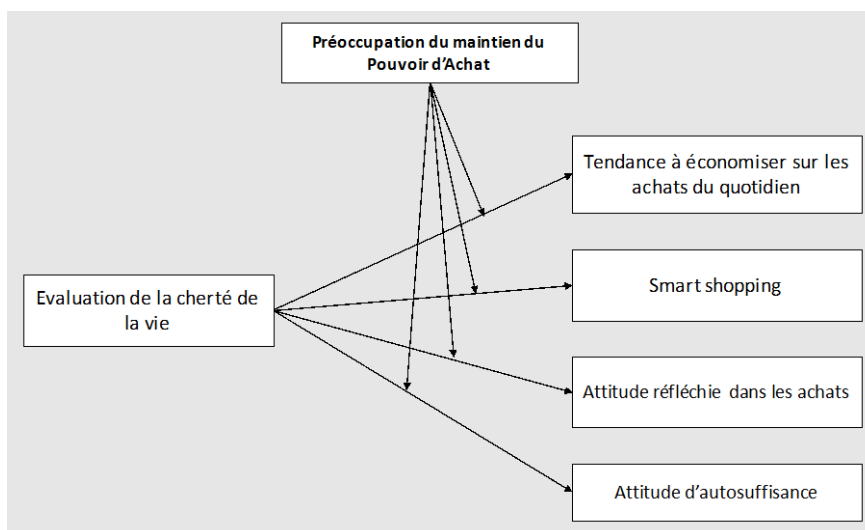 Préoccupation du maintien du
Pouvoir d'Achat
Tendance à économiser sur les
achats du quotidien
Smart shopping
Evaluation de la cherté de
la vie
Attitude réfléchie dans les achats
Attitude d'autosuffisance